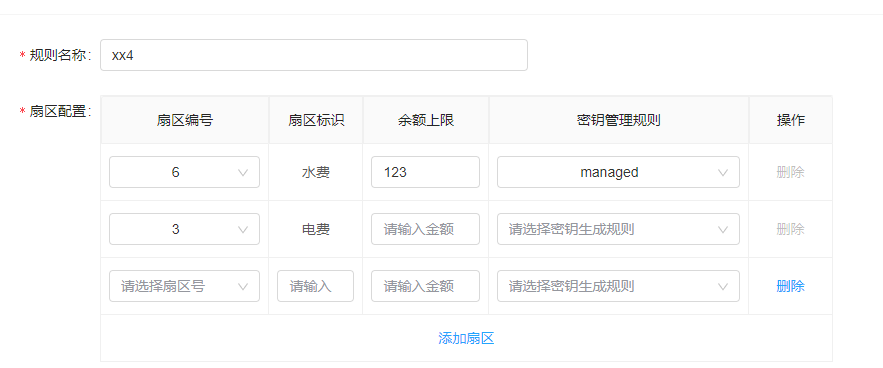 * 规则名称: xx4
* 扇区配置: 扇区编号 扇区标识 余额上限 密钥管理规则 操作
6 水费 123 managed 删除
3 电费 请输入金额 请选择密钥生成规则 删除
请选择扇区号 请输入 请输入金额 请选择密钥生成规则 删除
添加扇区